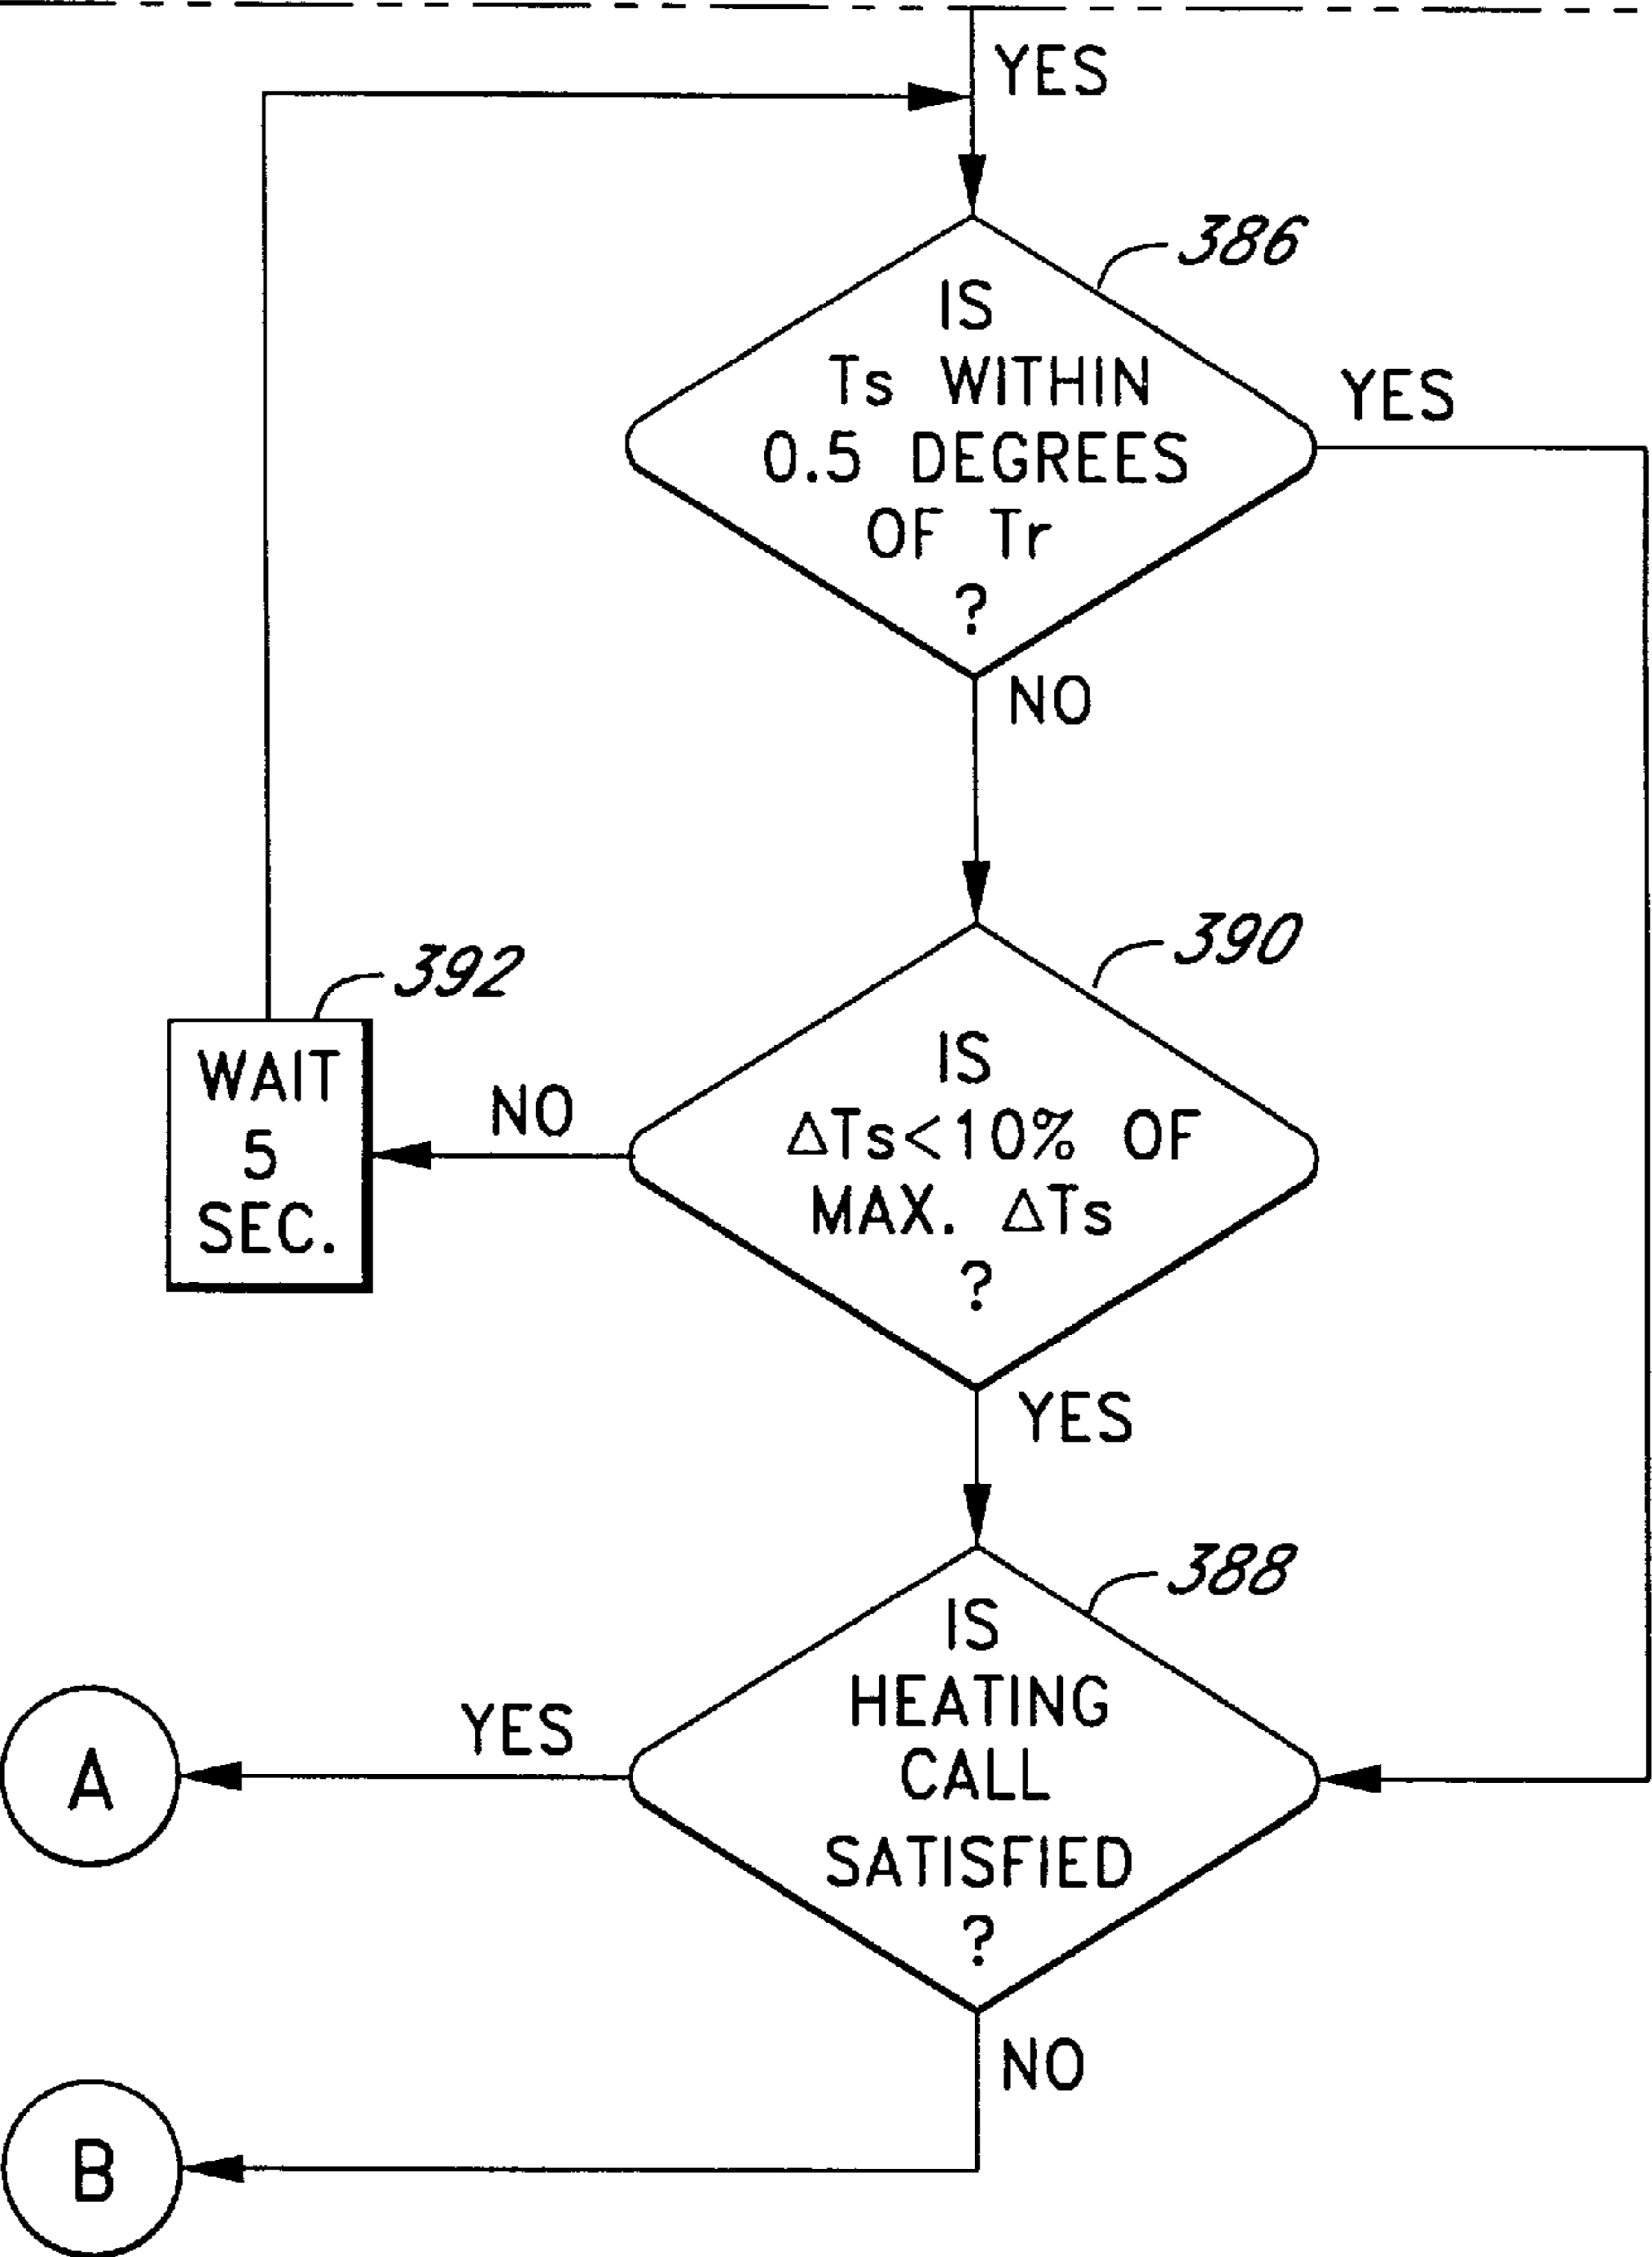 YES
386
IS
Ts WITHIN
0.5 DEGREES
OF Tr
?
YES
NO
390
392
IS
ΔTs<10% OF
MAX. ΔTs
?
NO
WAIT
5
SEC.
YES
388
IS
HEATING
CALL
SATISFIED
?
YES
A
NO
B